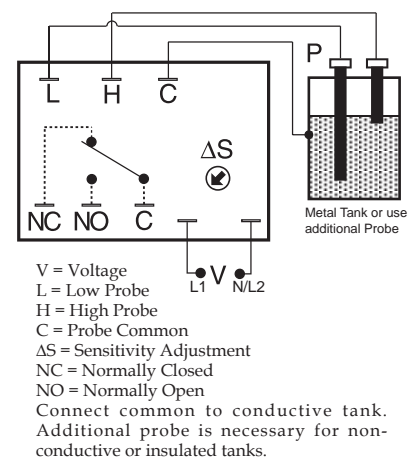 P
L H C
ΔS
NC NO C
Metal Tank or use
additional Probe
L1 V N/L2
V = Voltage
L = Low Probe
H = High Probe
C = Probe Common
ΔS = Sensitivity Adjustment
NC = Normally Closed
NO = Normally Open
Connect common to conductive tank.
Additional probe is necessary for non-
conductive or insulated tanks.